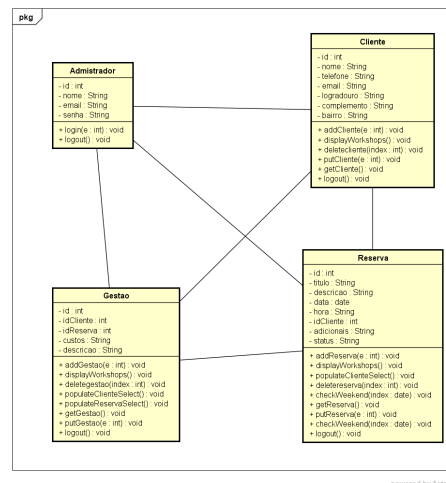 pkg
Admistrador
- id : int
- nome : String
- email : String
- senha : String
+ login(e : int) : void
+ logout() : void
Cliente
- id : int
- nome : String
- telefone : String
- email : String
- logradouro : String
- complemento : String
- bairro : String
+ addCliente(e : int) : void
+ displayWorkshops() : void
+ deletecliente(index : int) : void
+ putCliente(e : int) : void
+ getCliente() : void
+ logout() : void
Gestao
- id : int
- idCliente : int
- idReserva : int
- custos : String
- descricao : String
+ addGestao(e : int) : void
+ displayWorkshops() : void
+ deletegestao(index : int) : void
+ populateClienteSelect() : void
+ populateReservaSelect() : void
+ getGestao() : void
+ putGestao(e : int) : void
+ logout() : void
Reserva
- id : int
- titulo : String
- descricao : String
- data : date
- hora : String
- idCliente : int
- adicionais : String
- status : String
+ addReserva(e : int) : void
+ displayWorkshops() : void
+ populateClienteSelect() : void
+ deletereserva(index : int) : void
+ checkWeekend(index : date) : void
+ getReserva() : void
+ putReserva(e : int) : void
+ checkWeekend(index : date) : void
+ logout() : void
powered by